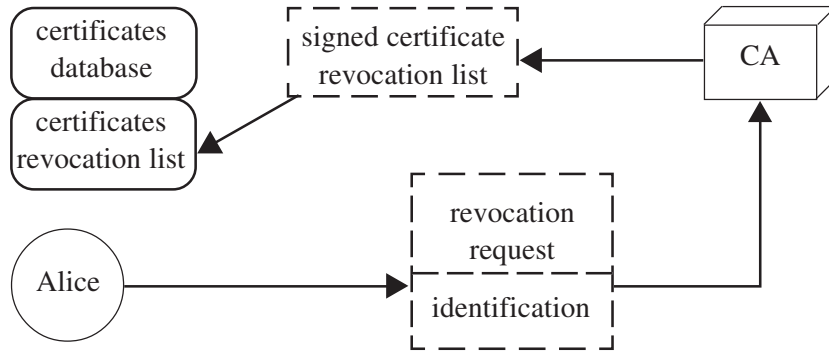 certificates
database
certificates
revocation list
signed certificate
revocation list
CA
revocation
request
identification
Alice